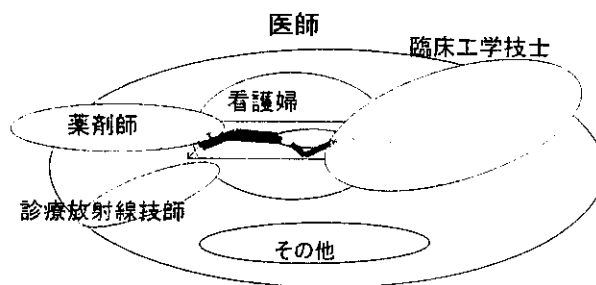 医師
臨床工学技士
看護婦
薬剤師
診療放射線技師
その他